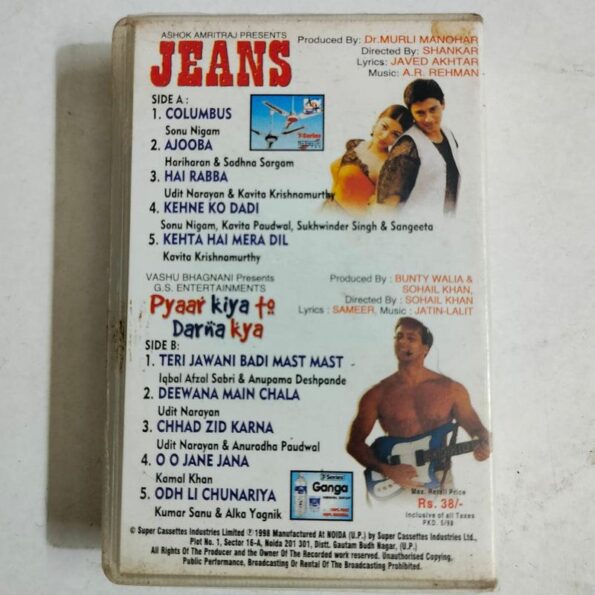 ASHOK AMRITRAJ PRESENTS
JEANS
Produced By: Dr.MURLI MANOHAR
Directed By: SHANKAR
Lyrics: JAVED AKHTAR
Music: A.R. REHMAN
SIDE A :
1. COLUMBUS
Sonu Nigam
2. AJOOBA
Hariharan & Sadhna Sargam
3. HAI RABBA
Udit Narayan & Kavita Krishnamurthy
4. KEHNE KO DADI
Sonu Nigam, Kavita Paudwal, Sukhwinder Singh & Sangeeta
5. KEHTA HAI MERA DIL
Kavita Krishnamurthy
T-Series
VASHU BHAGNANI Presents
G.S. ENTERTAINMENTS
Pyaar kiya to
Darna kya
Produced By : BUNTY WALIA &
SOHAIL KHAN,
Directed By : SOHAIL KHAN
Lyrics : SAMEER, Music : JATIN-LALIT
SIDE B:
1. TERI JAWANI BADI MAST MAST
Iqbal Afzal Sabri & Anupama Deshpande
2. DEEWANA MAIN CHALA
Udit Narayan
3. CHHAD ZID KARNA
Udit Narayan & Anuradha Paudwal
4. O O JANE JANA
Kamal Khan
5. ODH LI CHUNARIYA
Kumar Sanu & Alka Yagnik
T-Series
Ganga
Max. Retail Price
Rs. 38/-
Inclusive of all Taxes
PKD. 5/98
© Super Cassettes Industries Limited ℗ 1998 Manufactured At NOIDA (U.P.) by Super Cassettes Industries Ltd.,
Plot No. 1, Sector 16-A, Noida 201 301, Distt. Gautam Budh Nagar, (U.P.)
All Rights Of The Producer and the Owner Of The Recorded work reserved. Unauthorised Copying,
Public Performance, Broadcasting Or Rental Of The Broadcasting Prohibited.